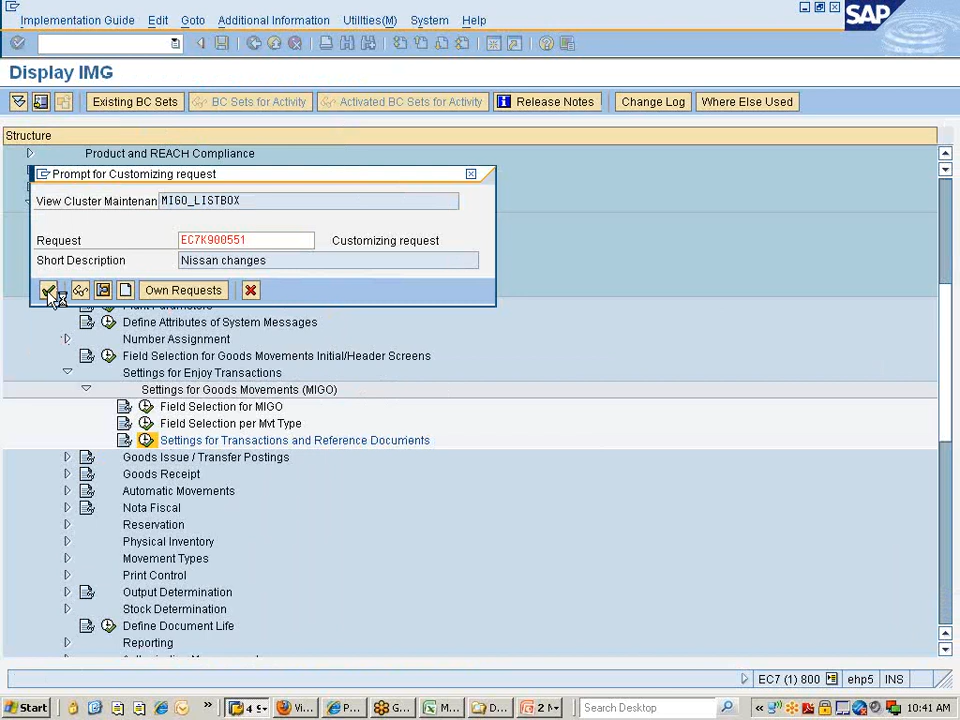 Implementation Guide Edit Goto Additional Information Utilities(M) System Help
SAP
Display IMG
Existing BC Sets BC Sets for Activity Activated BC Sets for Activity Release Notes Change Log Where Else Used
Structure
Product and REACH Compliance
Prompt for Customizing request
View Cluster Maintenan MIGO_LISTBOX
Request EC7K900551 Customizing request
Short Description Nissan changes
Own Requests
Plant Parameters
Define Attributes of System Messages
Number Assignment
Field Selection for Goods Movements Initial/Header Screens
Settings for Enjoy Transactions
Settings for Goods Movements (MIGO)
Field Selection for MIGO
Field Selection per Mvt Type
Settings for Transactions and Reference Documents
Goods Issue / Transfer Postings
Goods Receipt
Automatic Movements
Nota Fiscal
Reservation
Physical Inventory
Movement Types
Print Control
Output Determination
Stock Determination
Define Document Life
Reporting
EC7 (1) 800 ehp5 INS
Start » 4 S Vi... P... G... M... D... 2 M Search Desktop « 10:41 AM